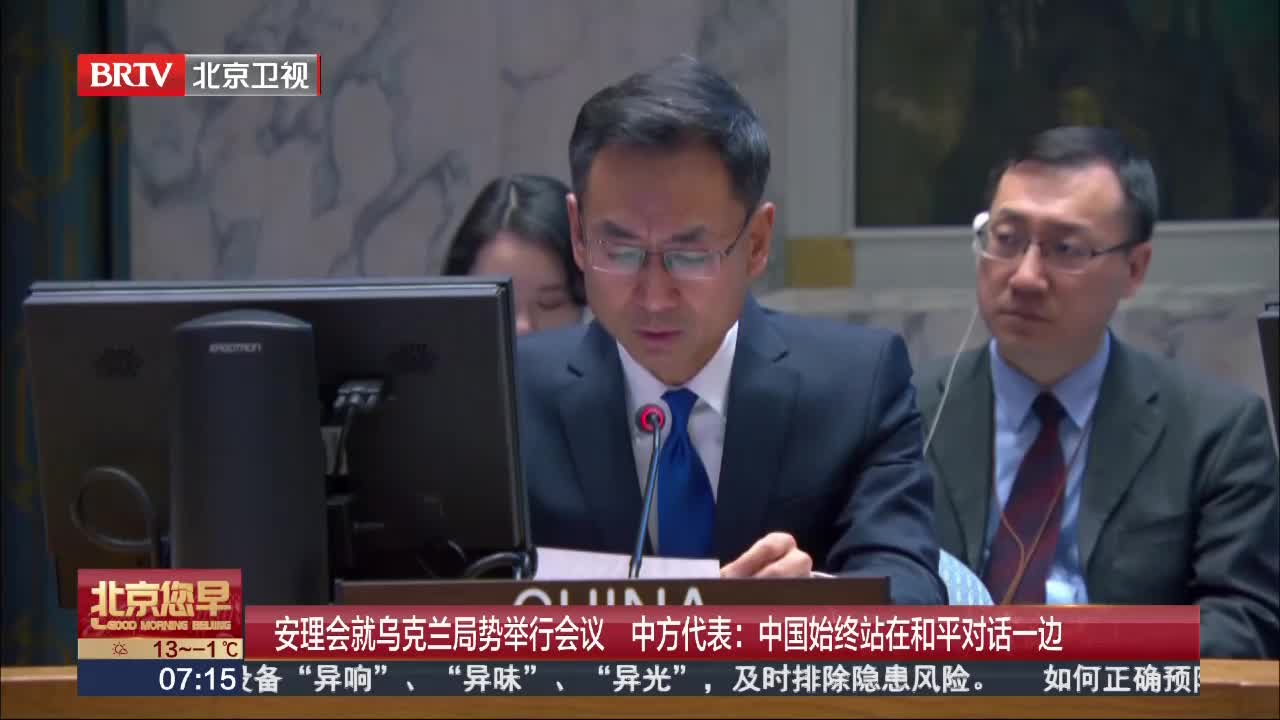 BRTV 北京卫视
ERGOTRON
CHINA
北京您早
GOOD MORNING BEIJING
安理会就乌克兰局势举行会议 中方代表：中国始终站在和平对话一边
13~-1℃
07:15
备“异响”、“异味”、“异光”，及时排除隐患风险。 如何正确预